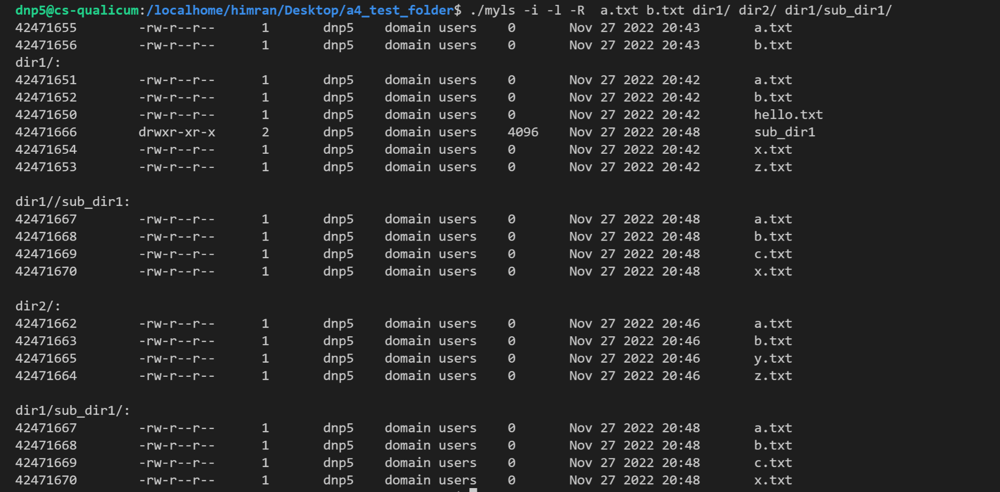 dnp5@cs-qualicum:/localhome/himran/Desktop/a4_test_folder$ ./myls -i -l -R  a.txt b.txt dir1/ dir2/ dir1/sub_dir1/
42471655        -rw-r--r--      1       dnp5    domain users    0       Nov 27 2022 20:43       a.txt
42471656        -rw-r--r--      1       dnp5    domain users    0       Nov 27 2022 20:43       b.txt
dir1/:
42471651        -rw-r--r--      1       dnp5    domain users    0       Nov 27 2022 20:42       a.txt
42471652        -rw-r--r--      1       dnp5    domain users    0       Nov 27 2022 20:42       b.txt
42471650        -rw-r--r--      1       dnp5    domain users    0       Nov 27 2022 20:42       hello.txt
42471666        drwxr-xr-x      2       dnp5    domain users    4096    Nov 27 2022 20:48       sub_dir1
42471654        -rw-r--r--      1       dnp5    domain users    0       Nov 27 2022 20:42       x.txt
42471653        -rw-r--r--      1       dnp5    domain users    0       Nov 27 2022 20:42       z.txt

dir1//sub_dir1:
42471667        -rw-r--r--      1       dnp5    domain users    0       Nov 27 2022 20:48       a.txt
42471668        -rw-r--r--      1       dnp5    domain users    0       Nov 27 2022 20:48       b.txt
42471669        -rw-r--r--      1       dnp5    domain users    0       Nov 27 2022 20:48       c.txt
42471670        -rw-r--r--      1       dnp5    domain users    0       Nov 27 2022 20:48       x.txt

dir2/:
42471662        -rw-r--r--      1       dnp5    domain users    0       Nov 27 2022 20:46       a.txt
42471663        -rw-r--r--      1       dnp5    domain users    0       Nov 27 2022 20:46       b.txt
42471665        -rw-r--r--      1       dnp5    domain users    0       Nov 27 2022 20:46       y.txt
42471664        -rw-r--r--      1       dnp5    domain users    0       Nov 27 2022 20:46       z.txt

dir1/sub_dir1/:
42471667        -rw-r--r--      1       dnp5    domain users    0       Nov 27 2022 20:48       a.txt
42471668        -rw-r--r--      1       dnp5    domain users    0       Nov 27 2022 20:48       b.txt
42471669        -rw-r--r--      1       dnp5    domain users    0       Nov 27 2022 20:48       c.txt
42471670        -rw-r--r--      1       dnp5    domain users    0       Nov 27 2022 20:48       x.txt